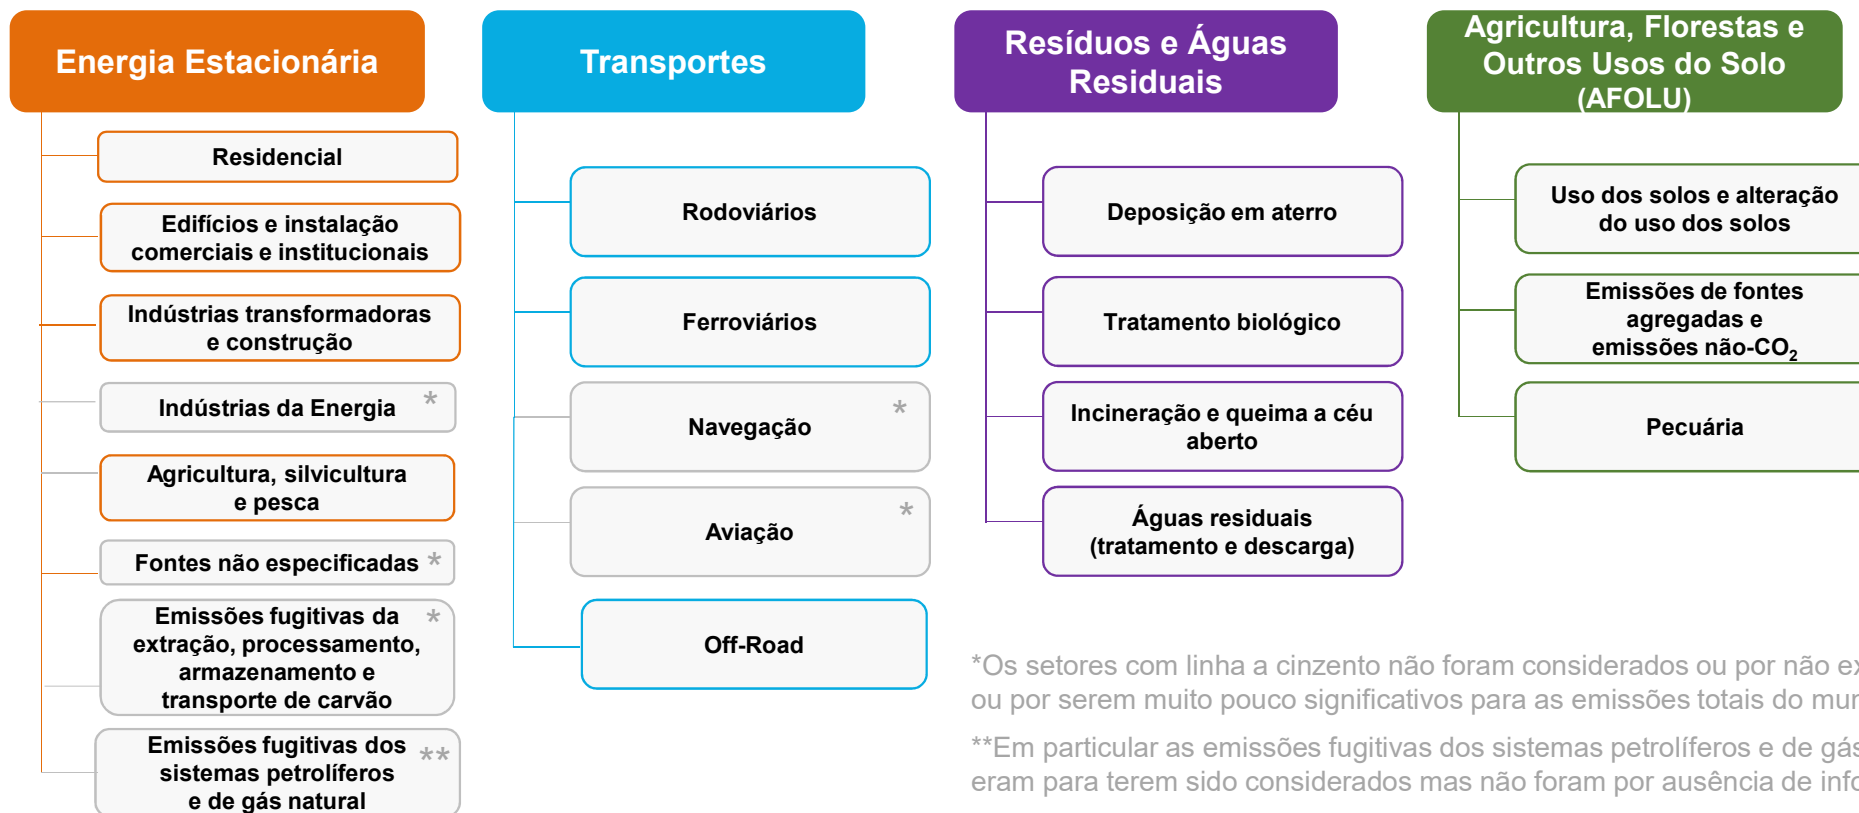 Energia Estacionária
Residencial
Edifícios e instalação
comerciais e institucionais
Indústrias transformadoras
e construção
Indústrias da Energia *
Agricultura, silvicultura
e pesca
Fontes não especificadas *
Emissões fugitivas da *
extração, processamento,
armazenamento e
transporte de carvão
Emissões fugitivas dos
sistemas petrolíferos **
e de gás natural
Transportes
Rodoviários
Ferroviários
Navegação *
Aviação *
Off-Road
Resíduos e Águas
Residuais
Deposição em aterro
Tratamento biológico
Incineração e queima a céu
aberto
Águas residuais
(tratamento e descarga)
Agricultura, Florestas e
Outros Usos do Solo
(AFOLU)
Uso dos solos e alteração
do uso dos solos
Emissões de fontes
agregadas e
emissões não-CO₂
Pecuária
*Os setores com linha a cinzento não foram considerados ou por não ex
ou por serem muito pouco significativos para as emissões totais do mun
**Em particular as emissões fugitivas dos sistemas petrolíferos e de gás
eram para terem sido considerados mas não foram por ausência de info